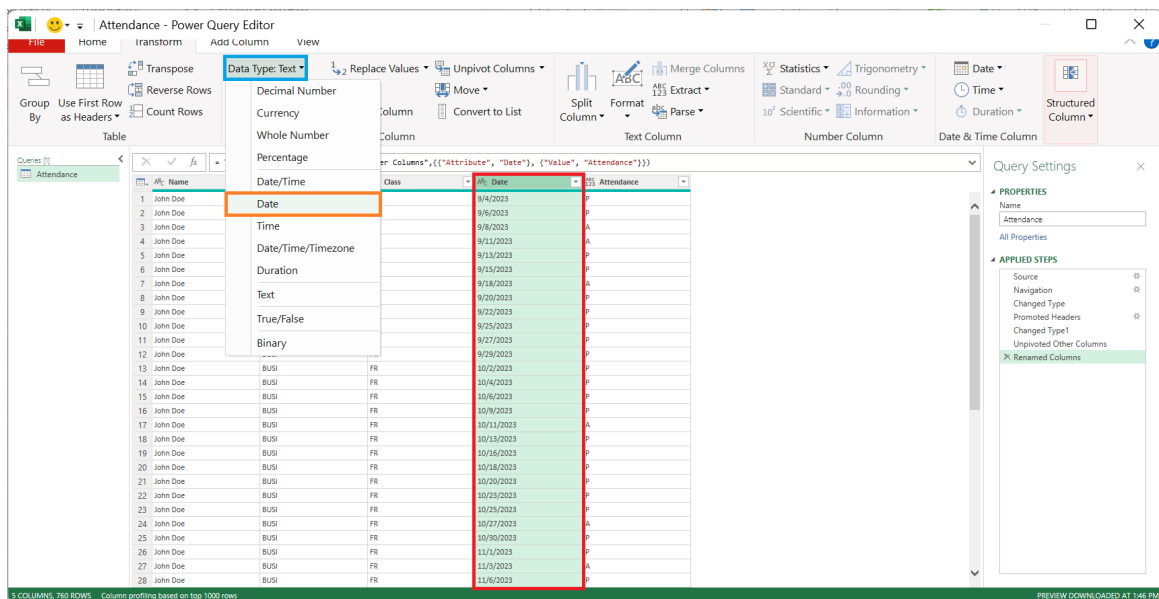 Attendance - Power Query Editor
File Home Transform Add Column View
Transpose
Reverse Rows
Count Rows
Group By
Use First Row as Headers
Table
Data Type: Text
Decimal Number
Currency
Whole Number
Percentage
Date/Time
Date
Time
Date/Time/Timezone
Duration
Text
True/False
Binary
1 2 Replace Values
Unpivot Columns
Move
Column
Convert to List
Column
Split Column
ABC
Format
Merge Columns
ABC 123 Extract
abc Parse
Text Column
XΣ Statistics
Trigonometry
Standard
.00 →.0 Rounding
10² Scientific
Information
Number Column
Date
Time
Duration
Date & Time Column
Structured Column
Queries [1]
Attendance
fx =
er Columns",{{"Attribute", "Date"}, {"Value", "Attendance"}})
ABC Name Class ABC Date ABC 123 Attendance
1 John Doe 9/4/2023 P
2 John Doe 9/6/2023 P
3 John Doe 9/8/2023 A
4 John Doe 9/11/2023 A
5 John Doe 9/13/2023 P
6 John Doe 9/15/2023 P
7 John Doe 9/18/2023 A
8 John Doe 9/20/2023 P
9 John Doe 9/22/2023 P
10 John Doe 9/25/2023 P
11 John Doe 9/27/2023 P
12 John Doe 9/29/2023 P
13 John Doe BUSI FR 10/2/2023 P
14 John Doe BUSI FR 10/4/2023 P
15 John Doe BUSI FR 10/6/2023 P
16 John Doe BUSI FR 10/9/2023 P
17 John Doe BUSI FR 10/11/2023 A
18 John Doe BUSI FR 10/13/2023 P
19 John Doe BUSI FR 10/16/2023 P
20 John Doe BUSI FR 10/18/2023 P
21 John Doe BUSI FR 10/20/2023 P
22 John Doe BUSI FR 10/23/2023 P
23 John Doe BUSI FR 10/25/2023 P
24 John Doe BUSI FR 10/27/2023 A
25 John Doe BUSI FR 10/30/2023 P
26 John Doe BUSI FR 11/1/2023 P
27 John Doe BUSI FR 11/3/2023 A
28 John Doe BUSI FR 11/6/2023 P
Query Settings
PROPERTIES
Name
Attendance
All Properties
APPLIED STEPS
Source
Navigation
Changed Type
Promoted Headers
Changed Type1
Unpivoted Other Columns
Renamed Columns
5 COLUMNS, 760 ROWS Column profiling based on top 1000 rows
PREVIEW DOWNLOADED AT 1:46 PM